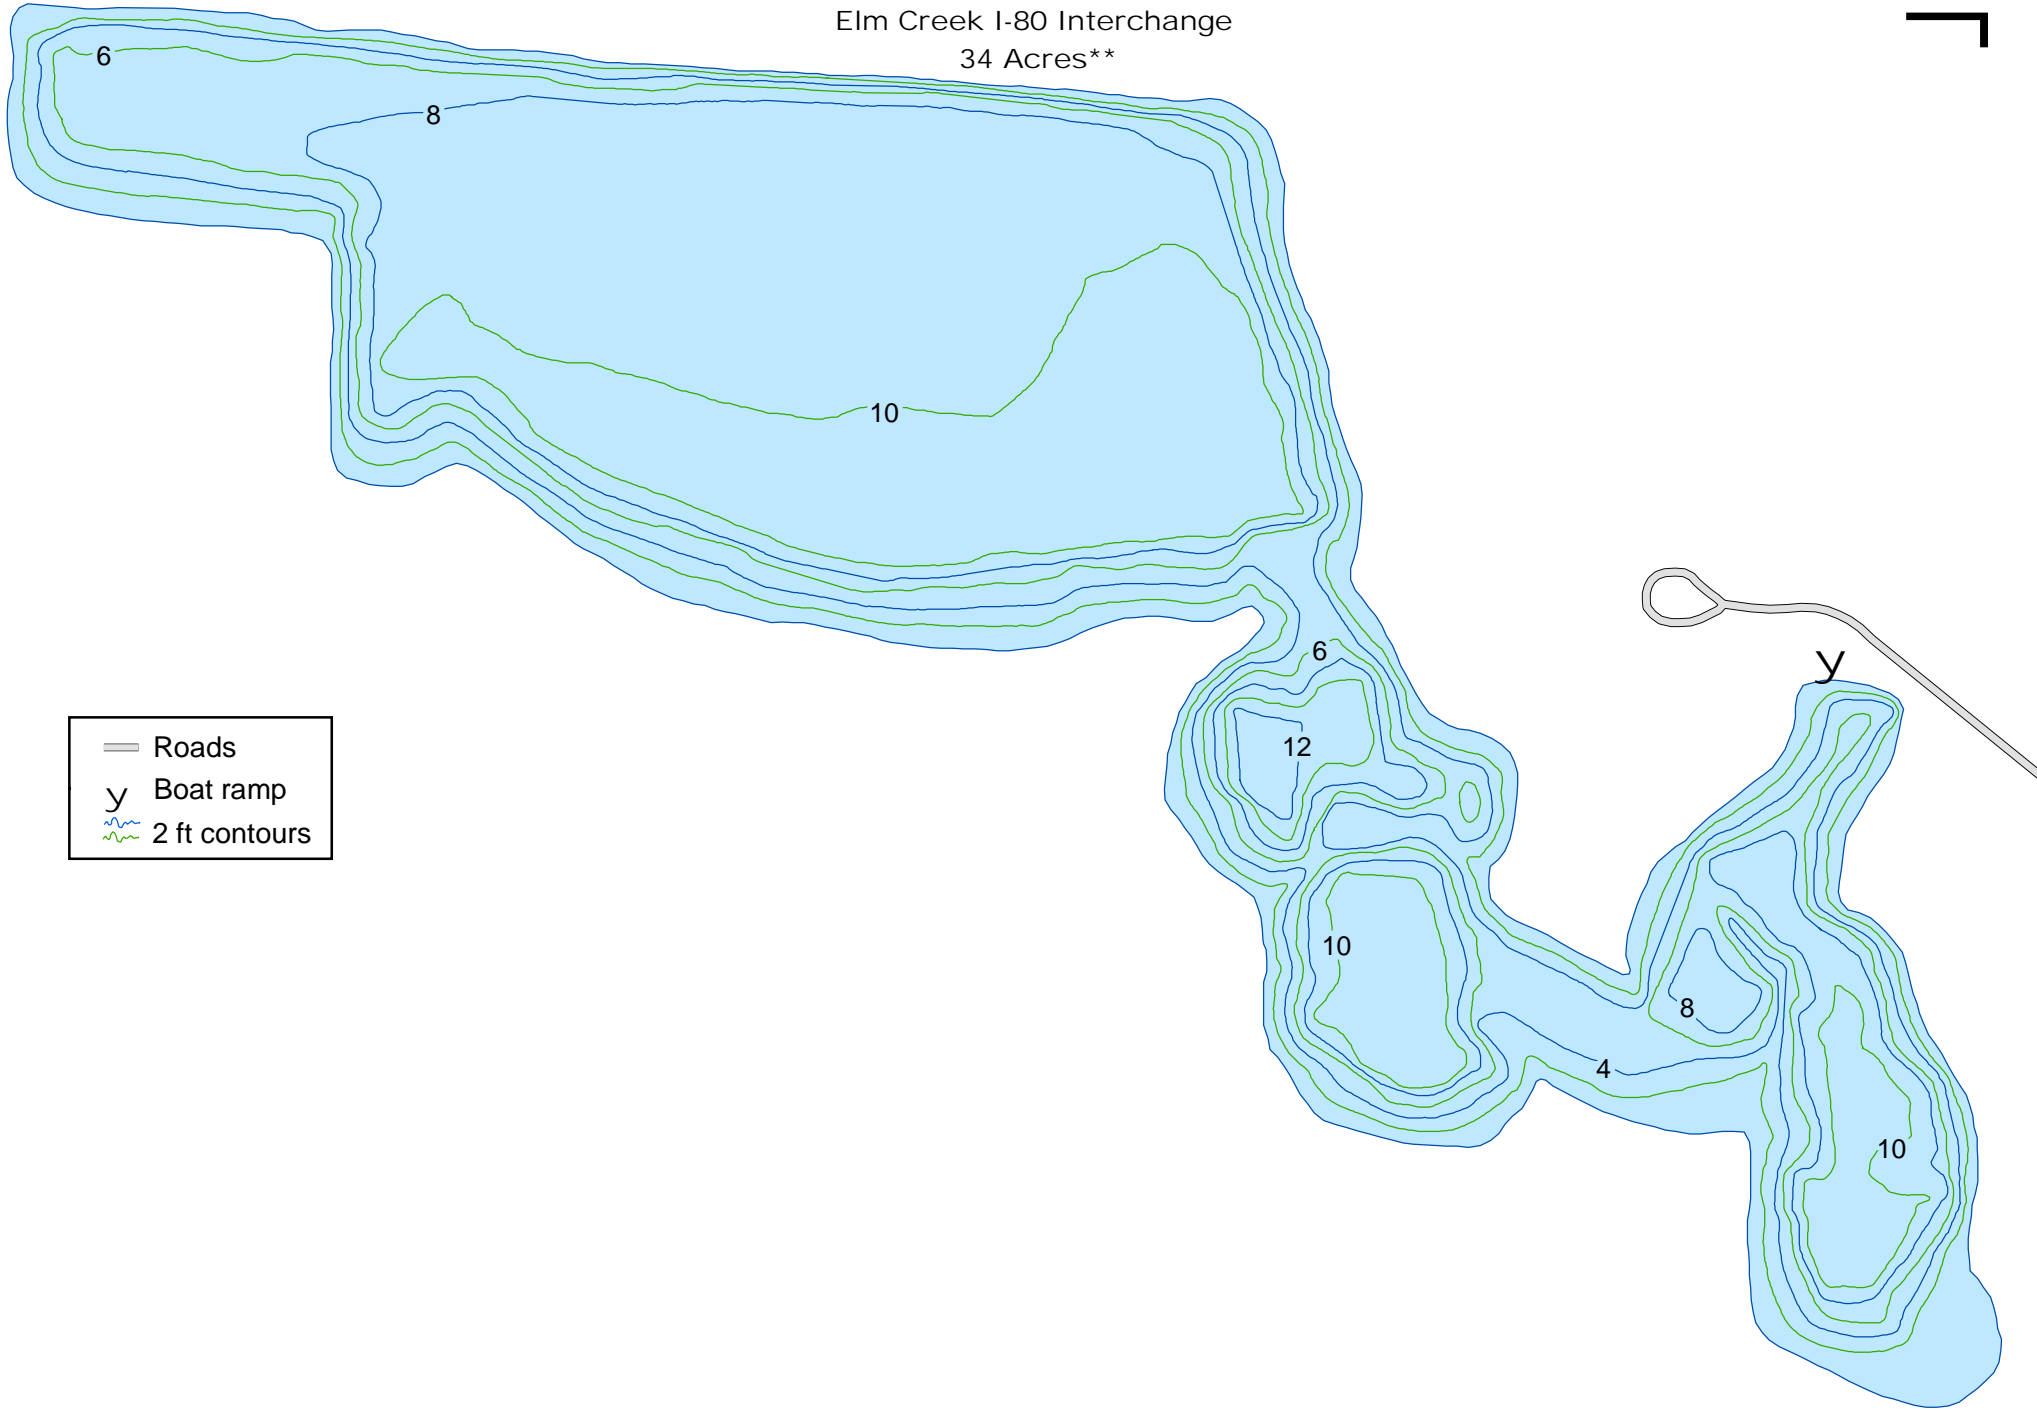 Elm Creek I-80 Interchange
34 Acres**
6
8
10
6
12
10
8
4
10
y
Roads
y Boat ramp
2 ft contours